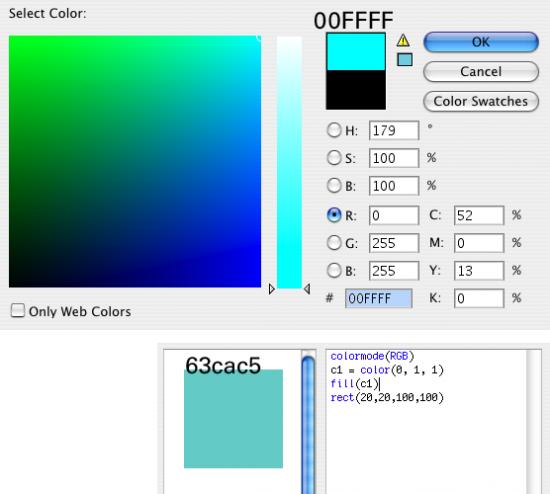 Select Color:
00FFFF
OK
Cancel
Color Swatches
H: 179 °
S: 100 %
B: 100 %
R: 0 C: 52 %
G: 255 M: 0 %
B: 255 Y: 13 %
# 00FFFF K: 0 %
Only Web Colors
63cac5
colormode(RGB)
c1 = color(0, 1, 1)
fill(c1)
rect(20,20,100,100)